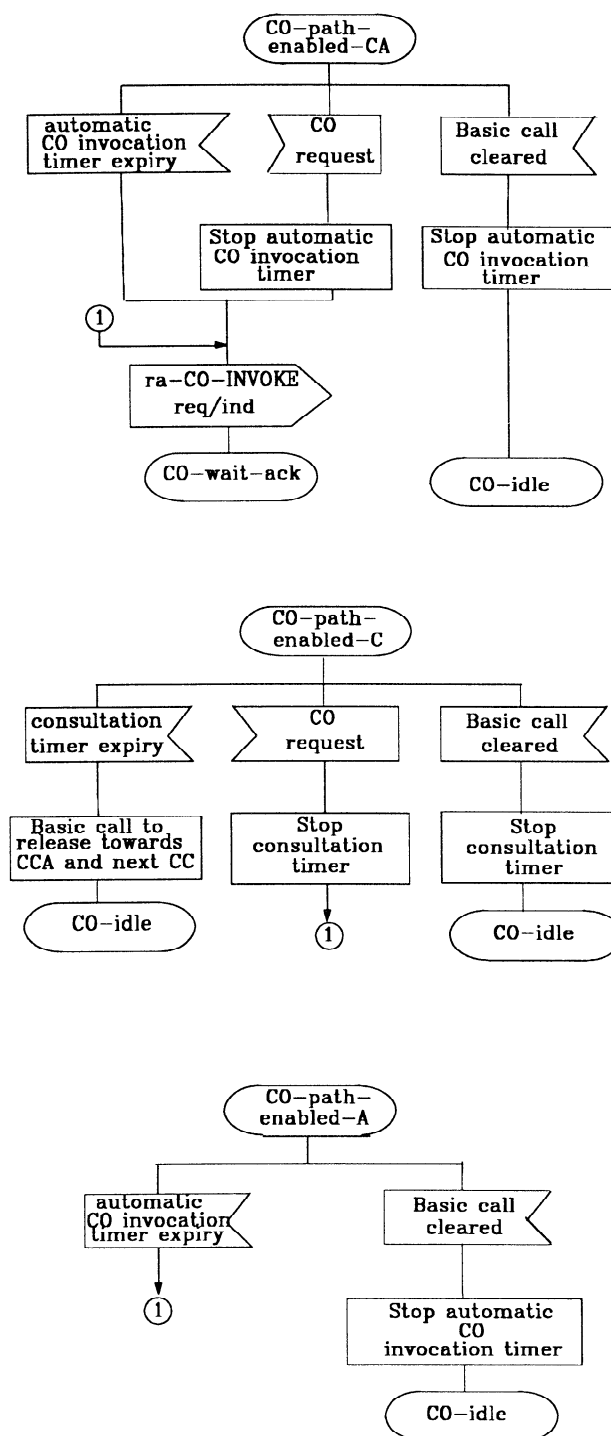 CO-path-
enabled-CA
automatic
CO invocation
timer expiry
CO
request
Basic call
cleared
Stop automatic
CO invocation
timer
Stop automatic
CO invocation
timer
1
ra-CO-INVOKE
req/ind
CO-wait-ack
CO-idle
CO-path-
enabled-C
consultation
timer expiry
CO
request
Basic call
cleared
Basic call to
release towards
CCA and next CC
Stop
consultation
timer
Stop
consultation
timer
CO-idle
1
CO-idle
CO-path-
enabled-A
automatic
CO invocation
timer expiry
Basic call
cleared
1
Stop automatic
CO
invocation timer
CO-idle